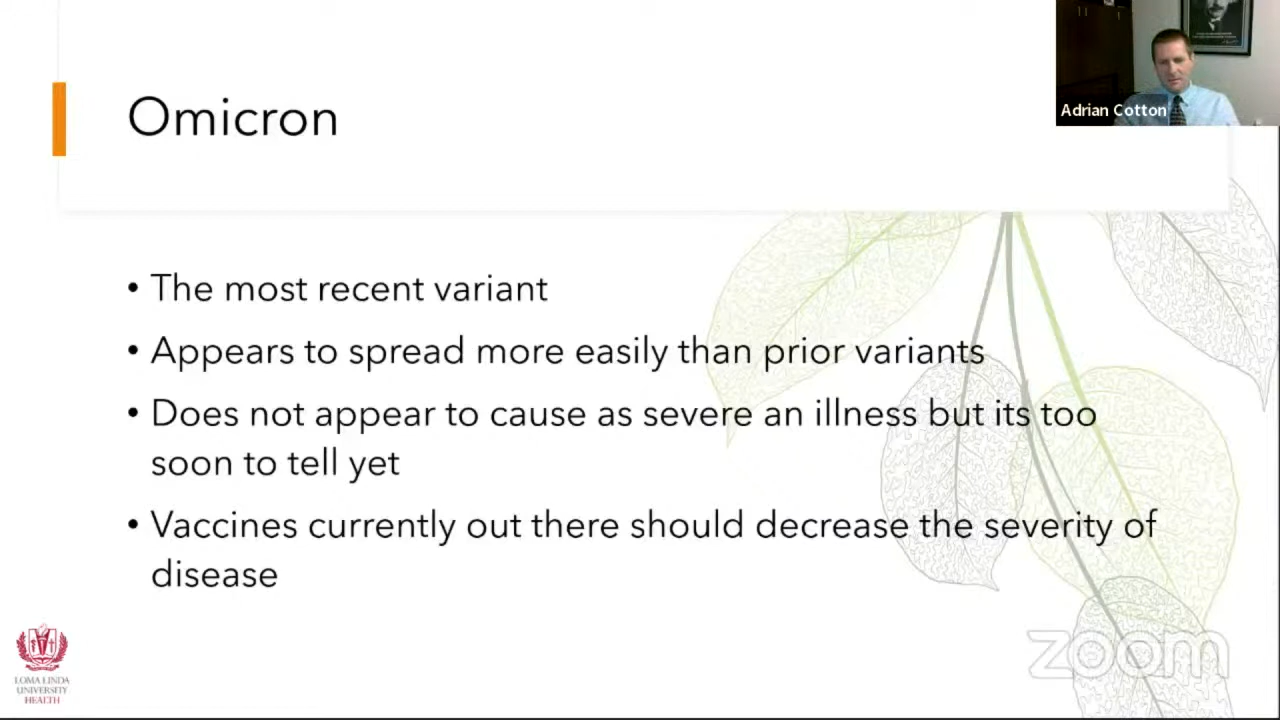 Omicron
Adrian Cotton
• The most recent variant
• Appears to spread more easily than prior variants
• Does not appear to cause as severe an illness but its too
soon to tell yet
• Vaccines currently out there should decrease the severity of
disease
LOMA LINDA
UNIVERSITY
HEALTH
zoom